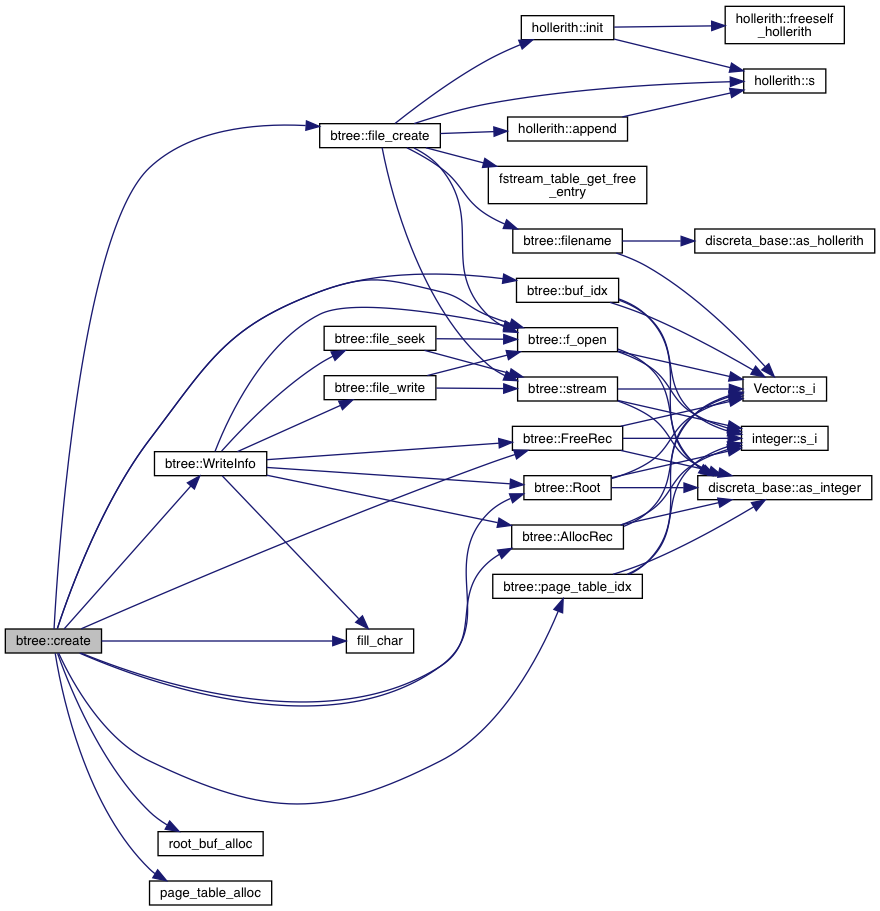 hollerith::init
hollerith::freeself
_hollerith
hollerith::s
btree::file_create
hollerith::append
fstream_table_get_free
_entry
btree::filename
discreta_base::as_hollerith
btree::buf_idx
btree::file_seek
btree::f_open
btree::file_write
btree::stream
Vector::s_i
btree::WriteInfo
btree::FreeRec
integer::s_i
btree::Root
discreta_base::as_integer
btree::AllocRec
btree::page_table_idx
btree::create
fill_char
root_buf_alloc
page_table_alloc